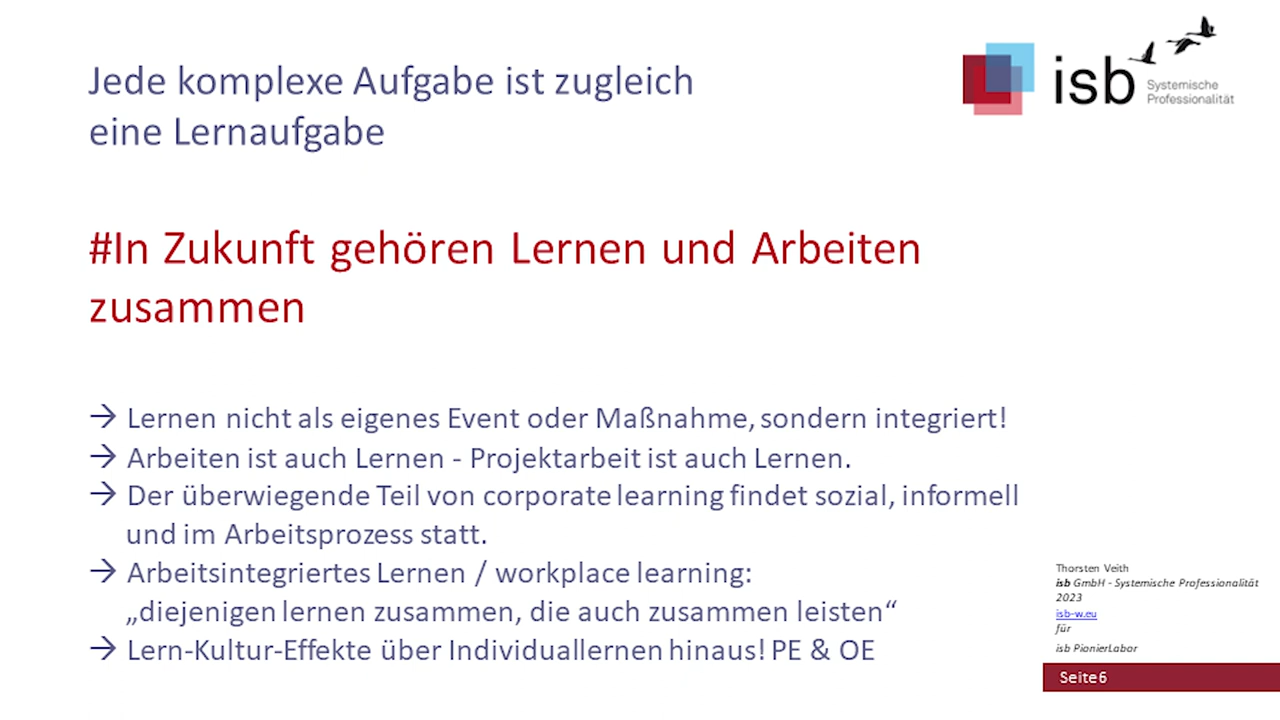 Jede komplexe Aufgabe ist zugleich
eine Lernaufgabe
isb
Systemische
Professionalität
#In Zukunft gehören Lernen und Arbeiten
zusammen
→ Lernen nicht als eigenes Event oder Maßnahme, sondern integriert!
→ Arbeiten ist auch Lernen - Projektarbeit ist auch Lernen.
→ Der überwiegende Teil von corporate learning findet sozial, informell
und im Arbeitsprozess statt.
→ Arbeitsintegriertes Lernen / workplace learning:
„diejenigen lernen zusammen, die auch zusammen leisten“
→ Lern-Kultur-Effekte über Individuallernen hinaus! PE & OE
Thorsten Veith
isb GmbH - Systemische Professionalität
2023
isb-w.eu
für
isb PionierLabor
Seite6